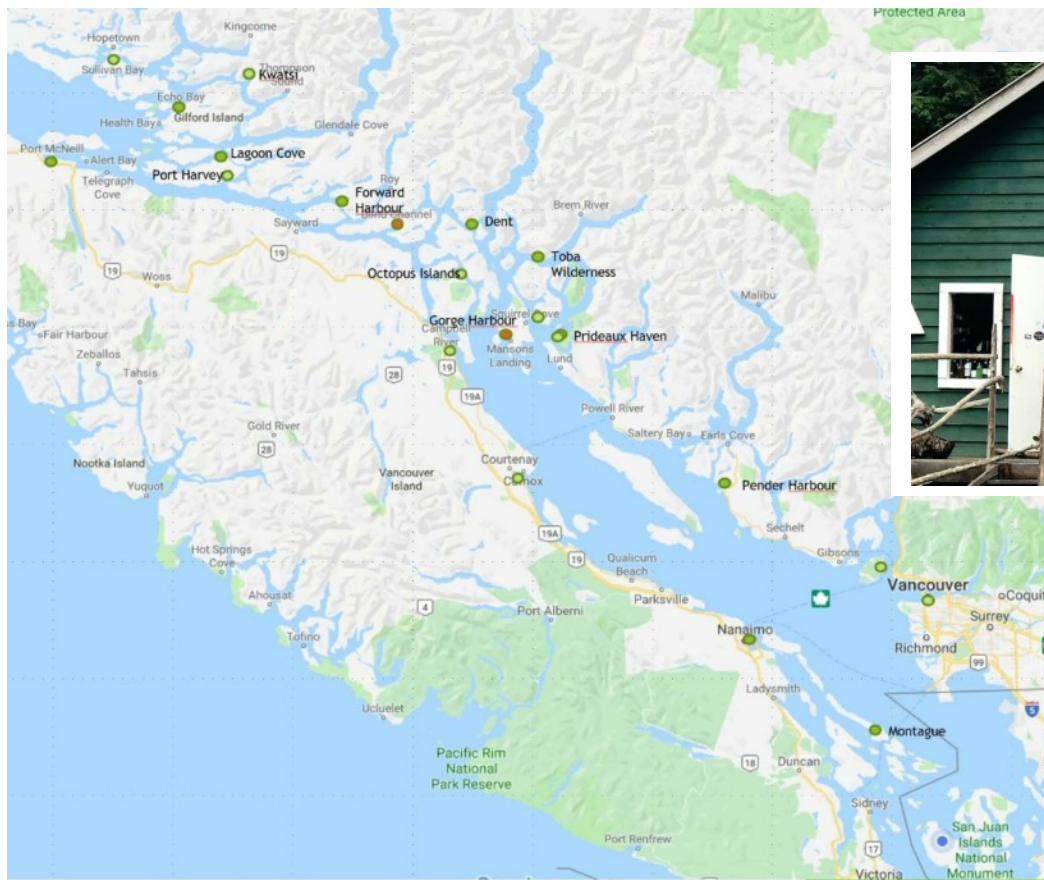 Protected Area
Kingcome
Hopetown
Sullivan Bay
Thompson
Sound
Kwatsi
Echo Bay
Gilford Island
Health Bay
Glendale Cove
Port McNeill
Alert Bay
Telegraph
Cove
Lagoon Cove
Port Harvey
Roy
Forward
Harbour
Sayward
Dent
Brem River
19
19
Woss
Octopus Islands
Toba
Wilderness
Malibu
Fair Harbour
Zeballos
Tahsis
Gorge Harbour
Campbell
River
Mansons
Landing
Prideaux Haven
Lund
19
28
19A
Powell River
Saltery Bay
Earls Cove
Gold River
28
Nootka Island
Yuquot
Vancouver
Island
Courtenay
Comox
Pender Harbour
Sechelt
19A
Hot Springs
Cove
19
Qualicum
Beach
Gibsons
Ahousat
4
Parksville
Port Alberni
Vancouver
Surrey
Richmond
Tofino
Nanaimo
99
Ladysmith
5
Ucluelet
Montague
Pacific Rim
National
Park Reserve
18
Duncan
Sidney
Port Renfrew
17
San Juan
Islands
National
Monument
Victoria